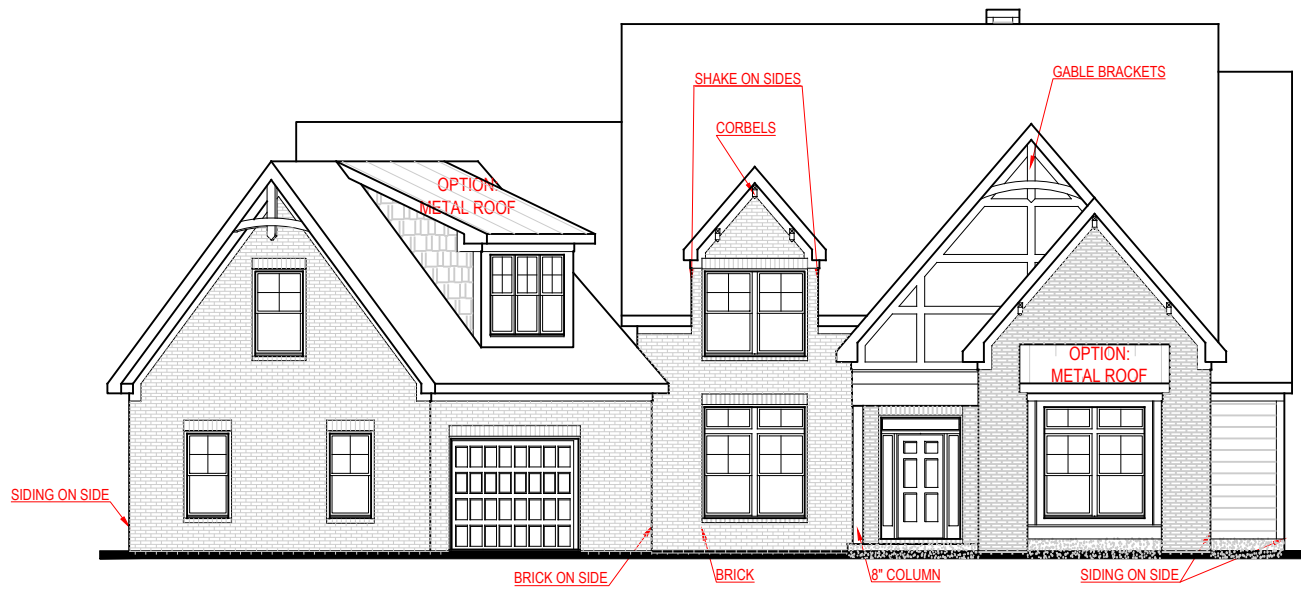 GABLE BRACKETS
SHAKE ON SIDES
CORBELS
OPTION:
METAL ROOF
OPTION:
METAL ROOF
SIDING ON SIDE
BRICK ON SIDE
BRICK
8" COLUMN
SIDING ON SIDE